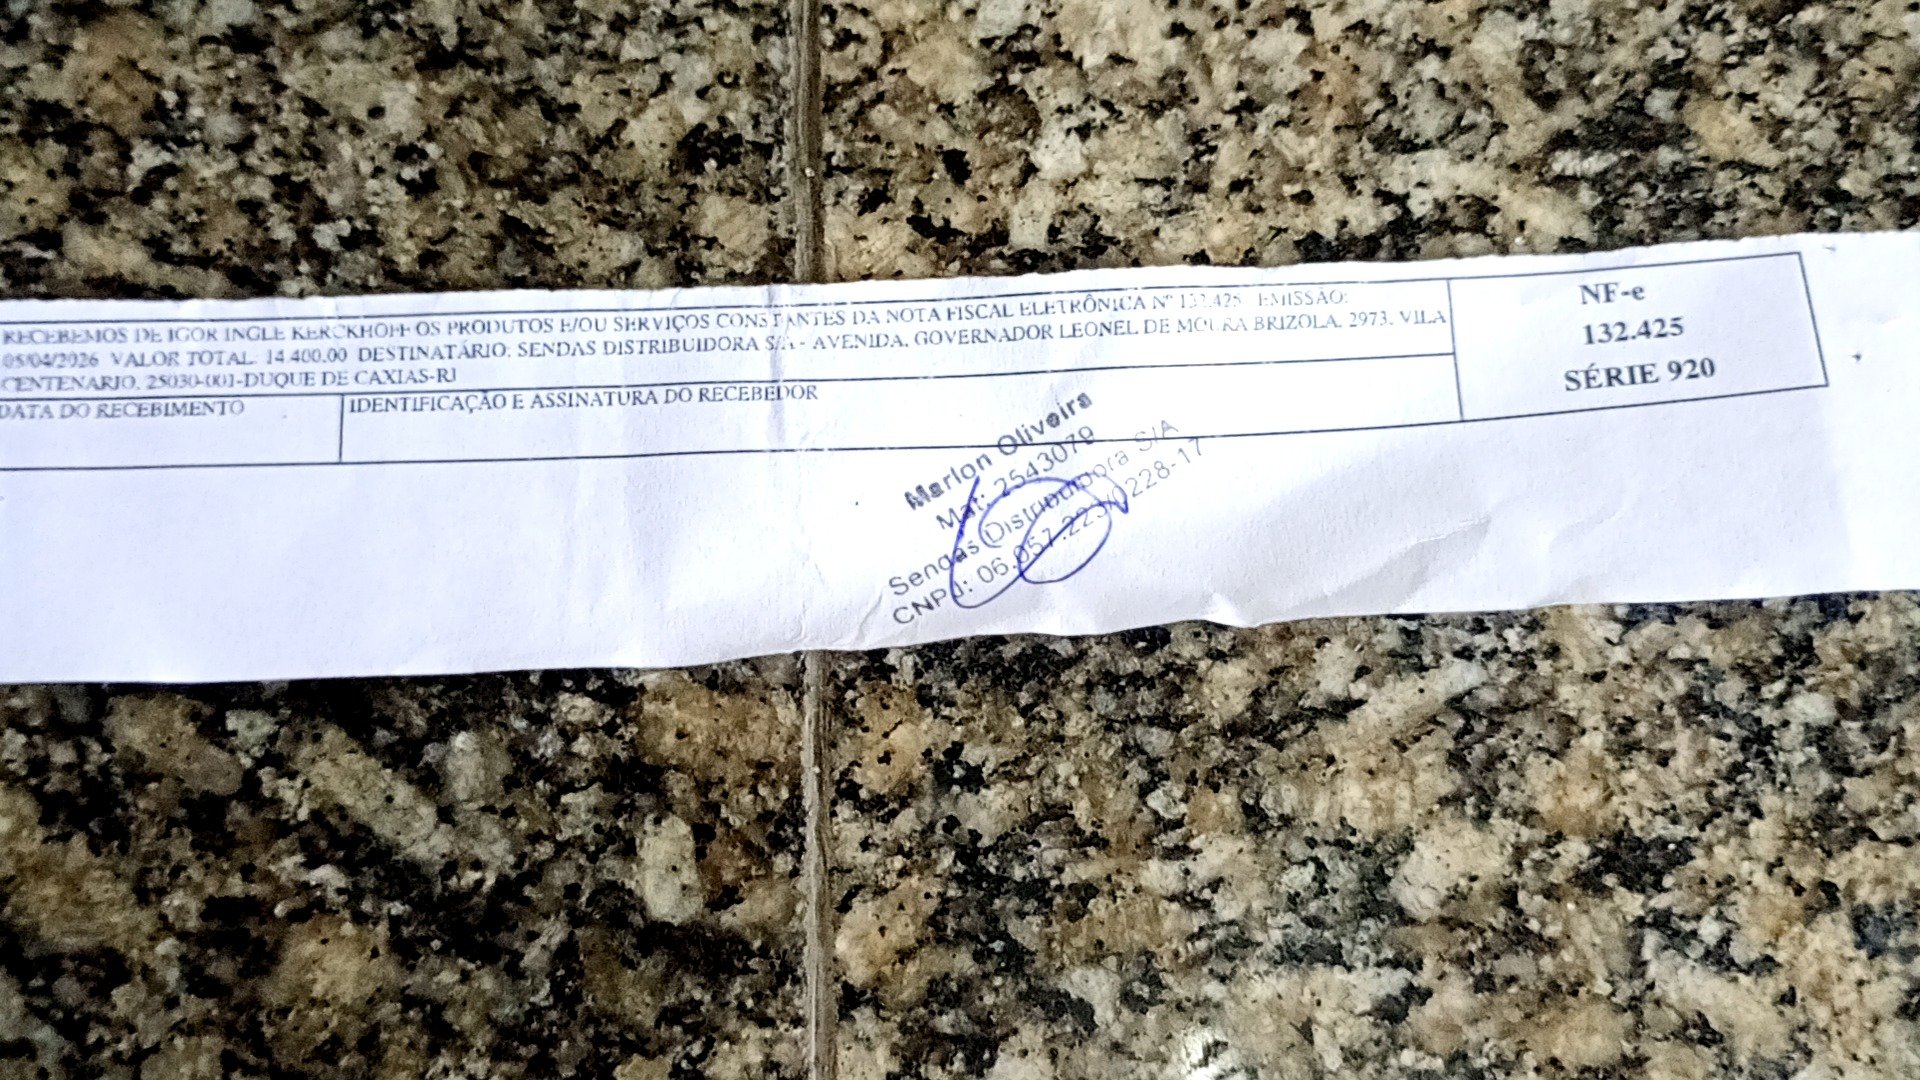 RECEBEMOS DE IGOR INGLE KERCKHOFF OS PRODUTOS E/OU SERVIÇOS CONSTANTES DA NOTA FISCAL ELETRÔNICA Nº 132.425 EMISSÃO:
05/04/2026 VALOR TOTAL: 14.400,00 DESTINATÁRIO: SENDAS DISTRIBUIDORA S/A - AVENIDA, GOVERNADOR LEONEL DE MOURA BRIZOLA, 2973, VILA
CENTENARIO, 25030-001-DUQUE DE CAXIAS-RJ
DATA DO RECEBIMENTO
IDENTIFICAÇÃO E ASSINATURA DO RECEBEDOR
NF-e
132.425
SÉRIE 920
Marlon Oliveira
Mat: 2543079
Sendas Distribuidora S/A
CNPJ: 06.057.223/0228-17